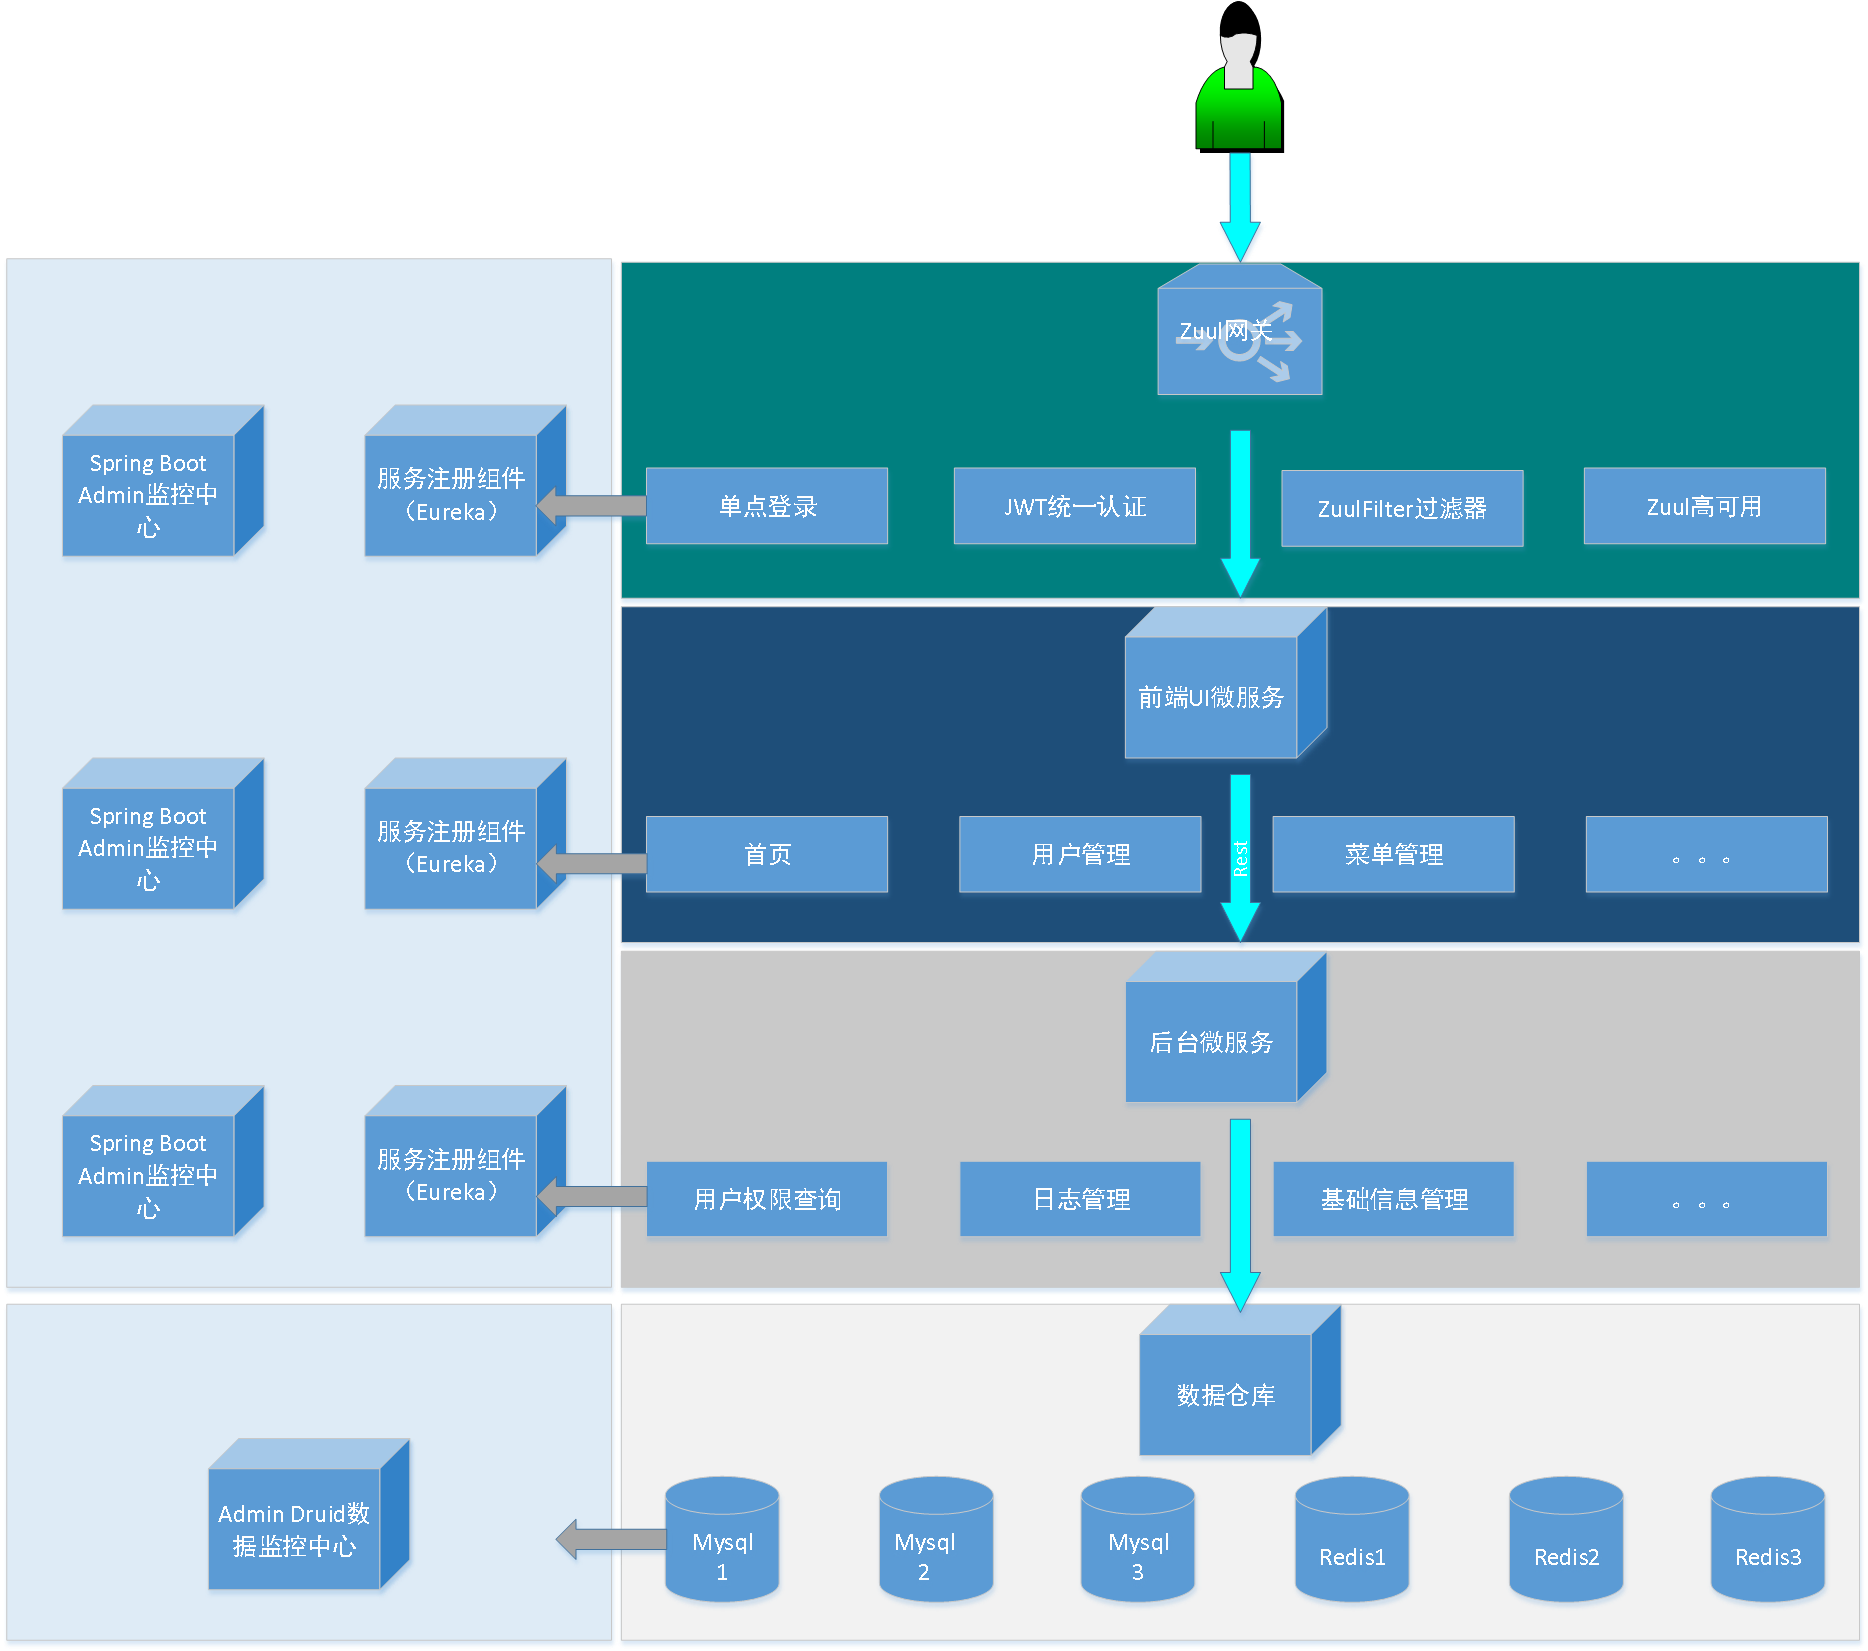 Zuul网关
Spring Boot
Admin监控中
心
服务注册组件
（Eureka）
单点登录
JWT统一认证
ZuulFilter过滤器
Zuul高可用
前端UI微服务
Spring Boot
Admin监控中
心
服务注册组件
（Eureka）
首页
用户管理
Rest
菜单管理
。。。
后台微服务
Spring Boot
Admin监控中
心
服务注册组件
（Eureka）
用户权限查询
日志管理
基础信息管理
。。。
数据仓库
Admin Druid数
据监控中心
Mysql
1
Mysql
2
Mysql
3
Redis1
Redis2
Redis3